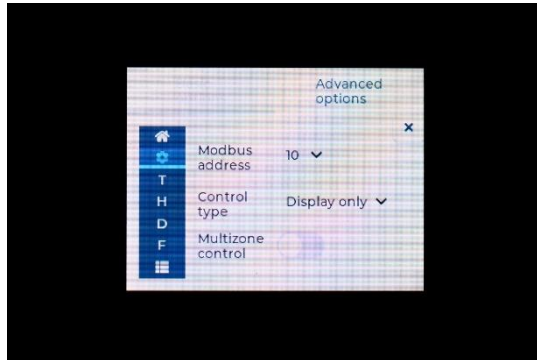 Advanced
options
Modbus
address
10
Control
type
Display only
Multizone
control
T
H
D
F